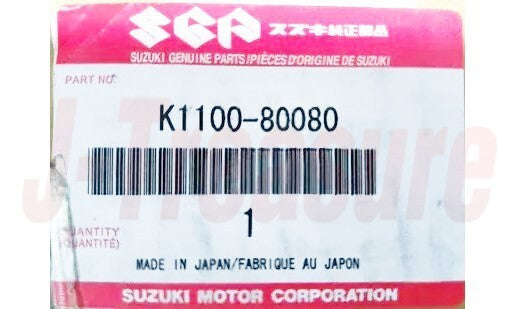 SGP スズキ純正部品
SUZUKI GENUINE PARTS/PIÈCES D'ORIGINE DE SUZUKI
PART NO.
K1100-80080
J-Treasure
1
QUANTITY
(QUANTITÉ)
MADE IN JAPAN/FABRIQUE AU JAPON
SUZUKI MOTOR CORPORATION